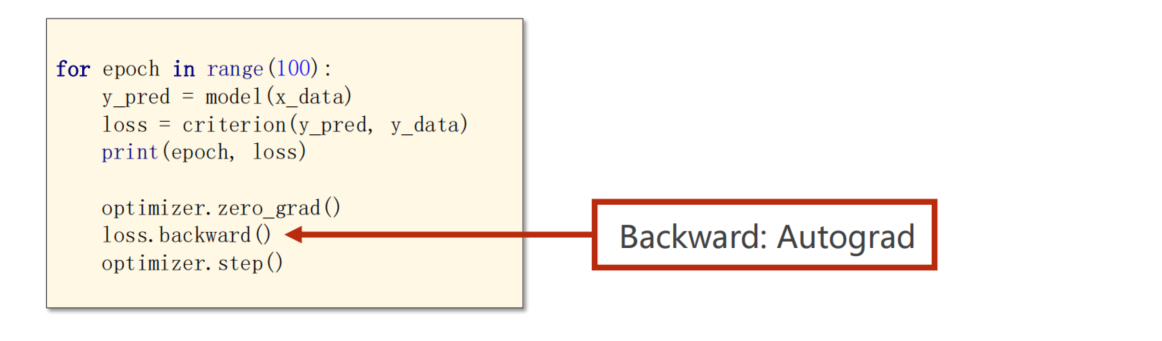 for epoch in range(100):
    y_pred = model(x_data)
    loss = criterion(y_pred, y_data)
    print(epoch, loss)
    optimizer.zero_grad()
    loss.backward()
Backward: Autograd
    optimizer.step()